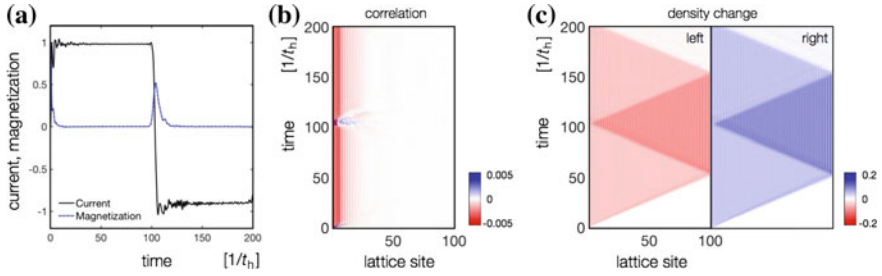 (a)
current, magnetization
1
0.5
0
-0.5
-1
Current
Magnetization
0
50
100
150
200
time
[1/t_h]
(b)
correlation
[1/t_h]
time
200
150
100
50
0
50
100
lattice site
0.005
0
-0.005
(c)
density change
left
right
[1/t_h]
time
200
150
100
50
0
50
100
lattice site
0.2
0
-0.2